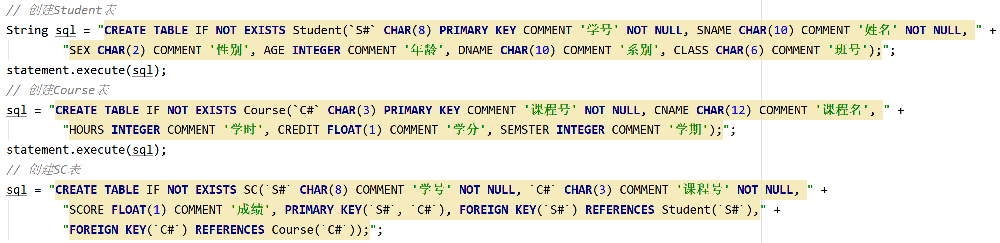 // 创建Student表
String sql = "CREATE TABLE IF NOT EXISTS Student(`S#` CHAR(8) PRIMARY KEY COMMENT '学号' NOT NULL, SNAME CHAR(10) COMMENT '姓名' NOT NULL, " +
"SEX CHAR(2) COMMENT '性别', AGE INTEGER COMMENT '年龄', DNAME CHAR(10) COMMENT '系别', CLASS CHAR(6) COMMENT '班号');";
statement.execute(sql);
// 创建Course表
sql = "CREATE TABLE IF NOT EXISTS Course(`C#` CHAR(3) PRIMARY KEY COMMENT '课程号' NOT NULL, CNAME CHAR(12) COMMENT '课程名', " +
"HOURS INTEGER COMMENT '学时', CREDIT FLOAT(1) COMMENT '学分', SEMSTER INTEGER COMMENT '学期');";
statement.execute(sql);
// 创建SC表
sql = "CREATE TABLE IF NOT EXISTS SC(`S#` CHAR(8) COMMENT '学号' NOT NULL, `C#` CHAR(3) COMMENT '课程号' NOT NULL, " +
"SCORE FLOAT(1) COMMENT '成绩', PRIMARY KEY(`S#`, `C#`), FOREIGN KEY(`S#`) REFERENCES Student(`S#`)," +
"FOREIGN KEY(`C#`) REFERENCES Course(`C#`));";